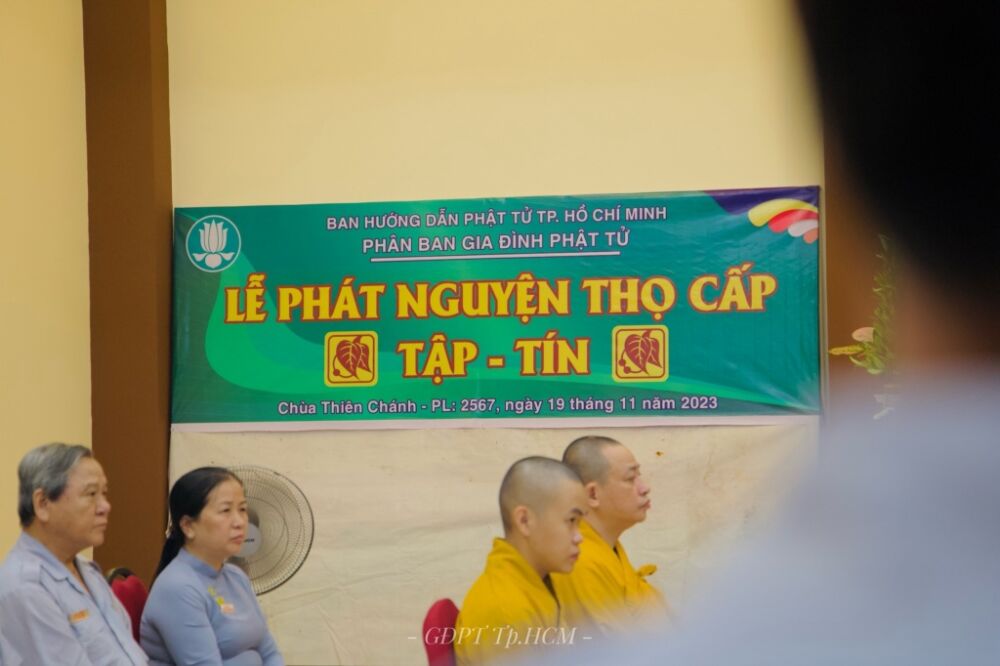 BAN HƯỚNG DẪN PHẬT TỬ TP. HỒ CHÍ MINH
PHÂN BAN GIA ĐÌNH PHẬT TỬ
LỄ PHÁT NGUYỆN THỌ CẤP
TẬP - TÍN
Chùa Thiên Chánh - PL: 2567, ngày 19 tháng 11 năm 2023
- GĐPT Tp.HCM -